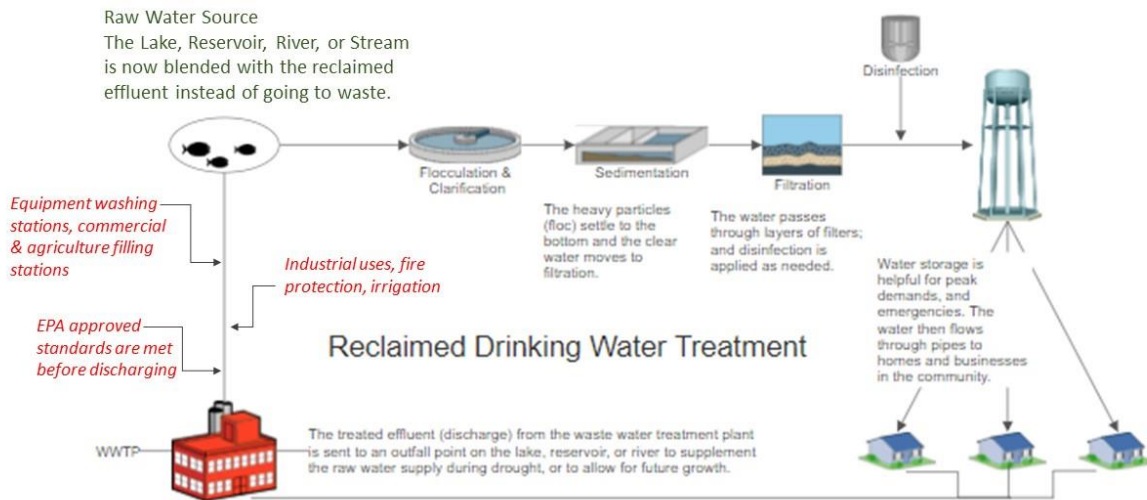 Raw Water Source
The Lake, Reservoir, River, or Stream
is now blended with the reclaimed
effluent instead of going to waste.
Disinfection
Flocculation &
Clarification
Sedimentation
Filtration
The heavy particles
(floc) settle to the
bottom and the clear
water moves to
filtration.
The water passes
through layers of filters;
and disinfection is
applied as needed.
Equipment washing
stations, commercial
& agriculture filling
stations
Industrial uses, fire
protection, irrigation
Water storage is
helpful for peak
demands, and
emergencies. The
water then flows
through pipes to
homes and businesses
in the community.
EPA approved
standards are met
before discharging
Reclaimed Drinking Water Treatment
WWTP
The treated effluent (discharge) from the waste water treatment plant
is sent to an outfall point on the lake, reservoir, or river to supplement
the raw water supply during drought, or to allow for future growth.